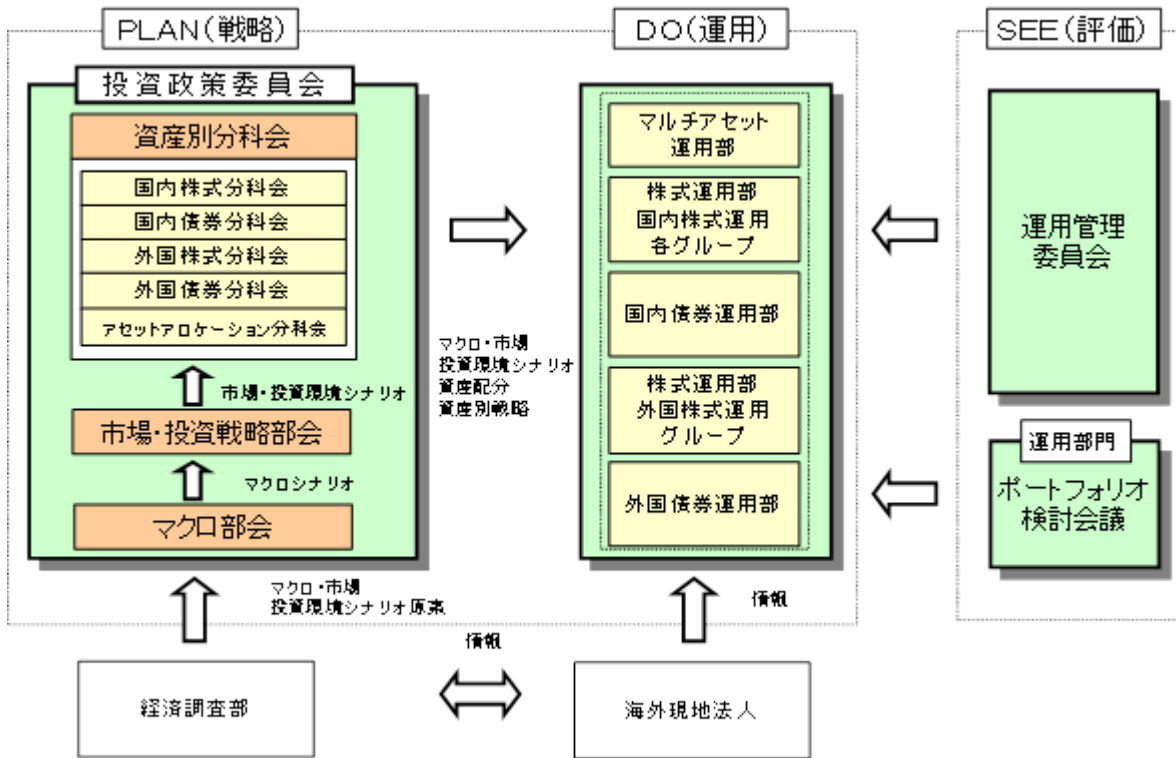 PLAN(戦略)
投資政策委員会
資産別分科会
国内株式分科会
国内債券分科会
外国株式分科会
外国債券分科会
アセットアロケーション分科会
市場・投資環境シナリオ
市場・投資戦略部会
マクロシナリオ
マクロ部会
マクロ・市場
投資環境シナリオ原案
経済調査部
マクロ・市場
投資環境シナリオ
資産配分
資産別戦略
情報
DO(運用)
マルチアセット
運用部
株式運用部
国内株式運用
各グループ
国内債券運用部
株式運用部
外国株式運用
グループ
外国債券運用部
情報
海外現地法人
SEE(評価)
運用管理
委員会
運用部門
ポートフォリオ
検討会議